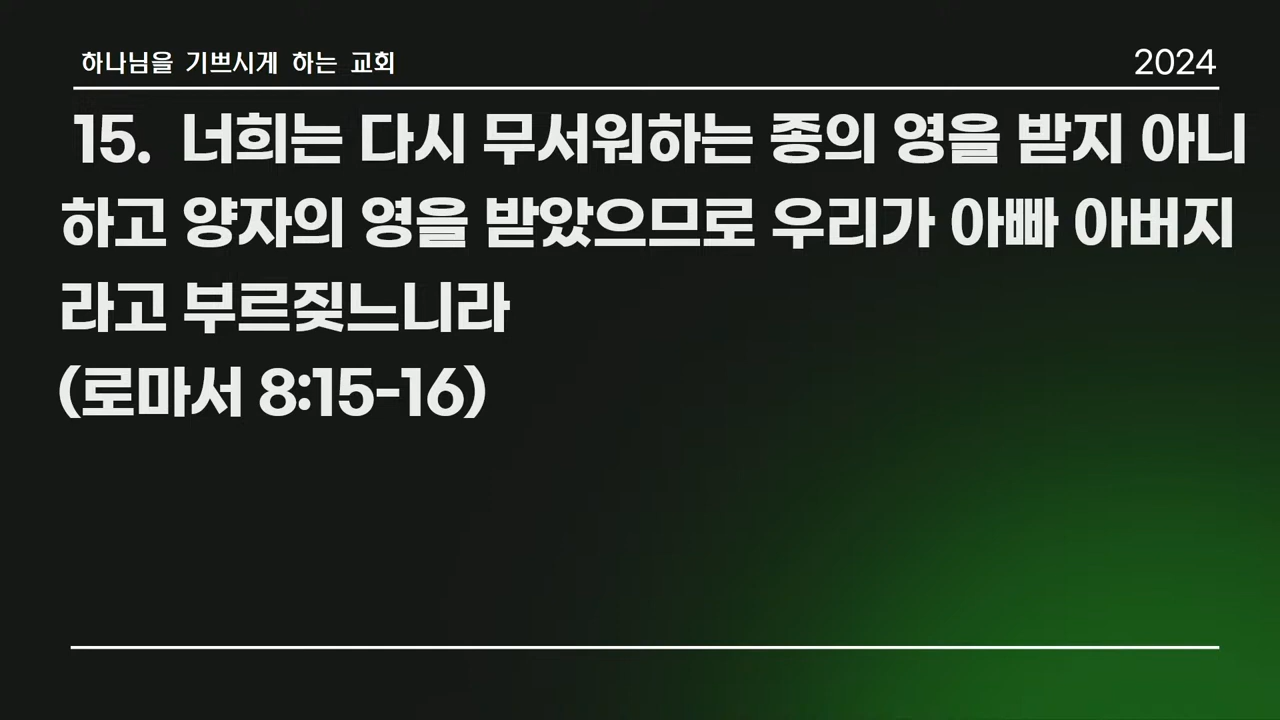 하나님을 기쁘시게 하는 교회
2024
15. 너희는 다시 무서워하는 종의 영을 받지 아니
하고 양자의 영을 받았으므로 우리가 아빠 아버지
라고 부르짖느니라
(로마서 8:15-16)